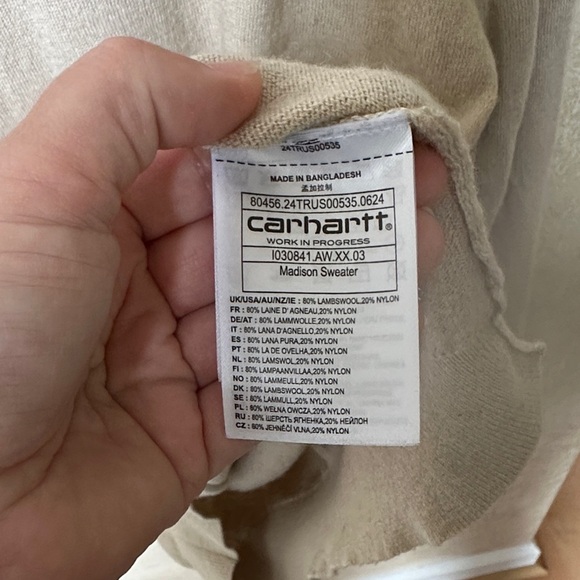 24TRUS00535
MADE IN BANGLADESH
孟加拉制
80456.24TRUS00535.0624
carhartt®
WORK IN PROGRESS
I030841.AW.XX.03
Madison Sweater
UK/USA/AU/NZ/IE : 80% LAMBSWOOL,20% NYLON
FR : 80% LAINE D´AGNEAU,20% NYLON
DE/AT : 80% LAMMWOLLE,20% NYLON
IT : 80% LANA D'AGNELLO,20% NYLON
ES : 80% LANA PURA,20% NYLON
PT : 80% LA DE OVELHA,20% NYLON
NL : 80% LAMSWOL,20% NYLON
FI : 80% LAMPAANVILLAA,20% NYLON
NO : 80% LAMMEULL,20% NYLON
DK : 80% LAMBSWOOL,20% NYLON
SE : 80% LAMMULL,20% NYLON
PL : 80% WEŁNA OWCZA,20% NYLON
RU : 80% ШЕРСТЬ ЯГНЕНКА,20% НЕЙЛОН
CZ : 80% JEHNĚČÍ VLNA,20% NYLON